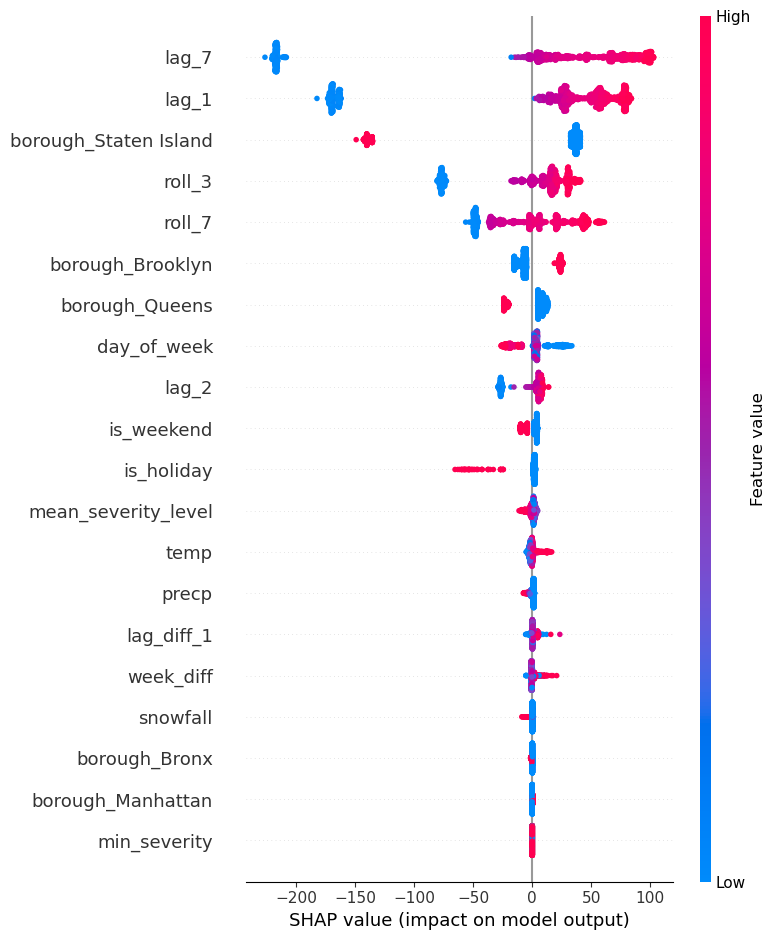 High
lag_7
lag_1
borough_Staten Island
roll_3
roll_7
borough_Brooklyn
borough_Queens
day_of_week
lag_2
is_weekend
is_holiday
mean_severity_level
temp
precp
lag_diff_1
week_diff
snowfall
borough_Bronx
borough_Manhattan
min_severity
Feature value
Low
−200 −150 −100 −50 0 50 100
SHAP value (impact on model output)